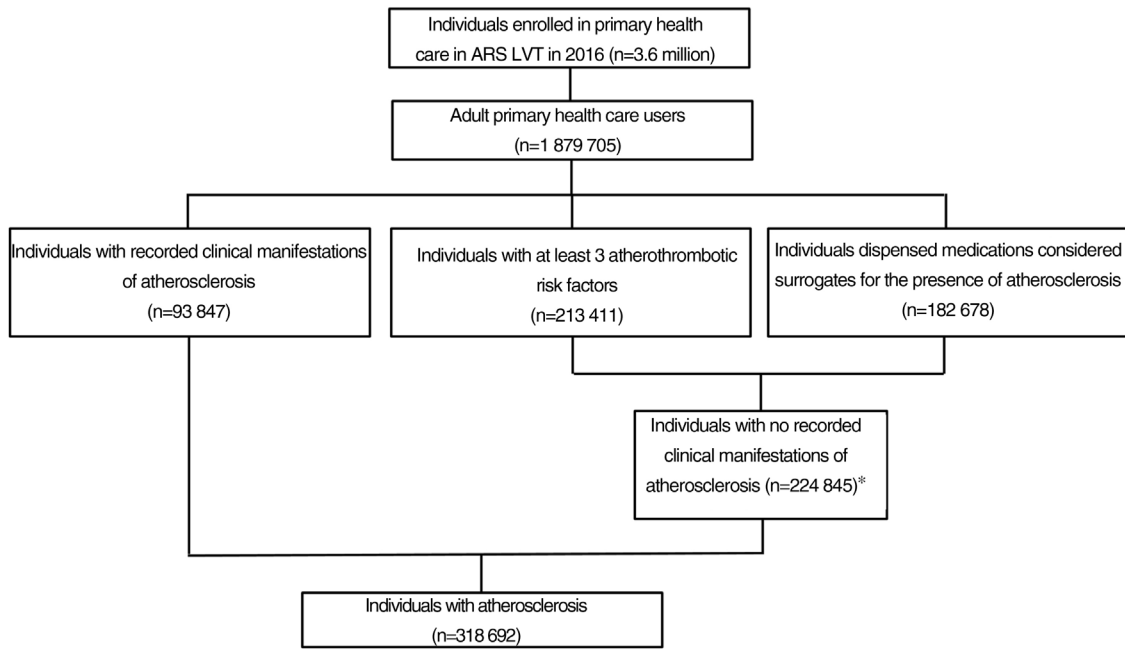 Individuals enrolled in primary health
care in ARS LVT in 2016 (n=3.6 million)
Adult primary health care users
(n=1 879 705)
Individuals with recorded clinical manifestations
of atherosclerosis
(n=93 847)
Individuals with at least 3 atherothrombotic
risk factors
(n=213 411)
Individuals dispensed medications considered
surrogates for the presence of atherosclerosis
(n=182 678)
Individuals with no recorded
clinical manifestations of
atherosclerosis (n=224 845)*
Individuals with atherosclerosis
(n=318 692)